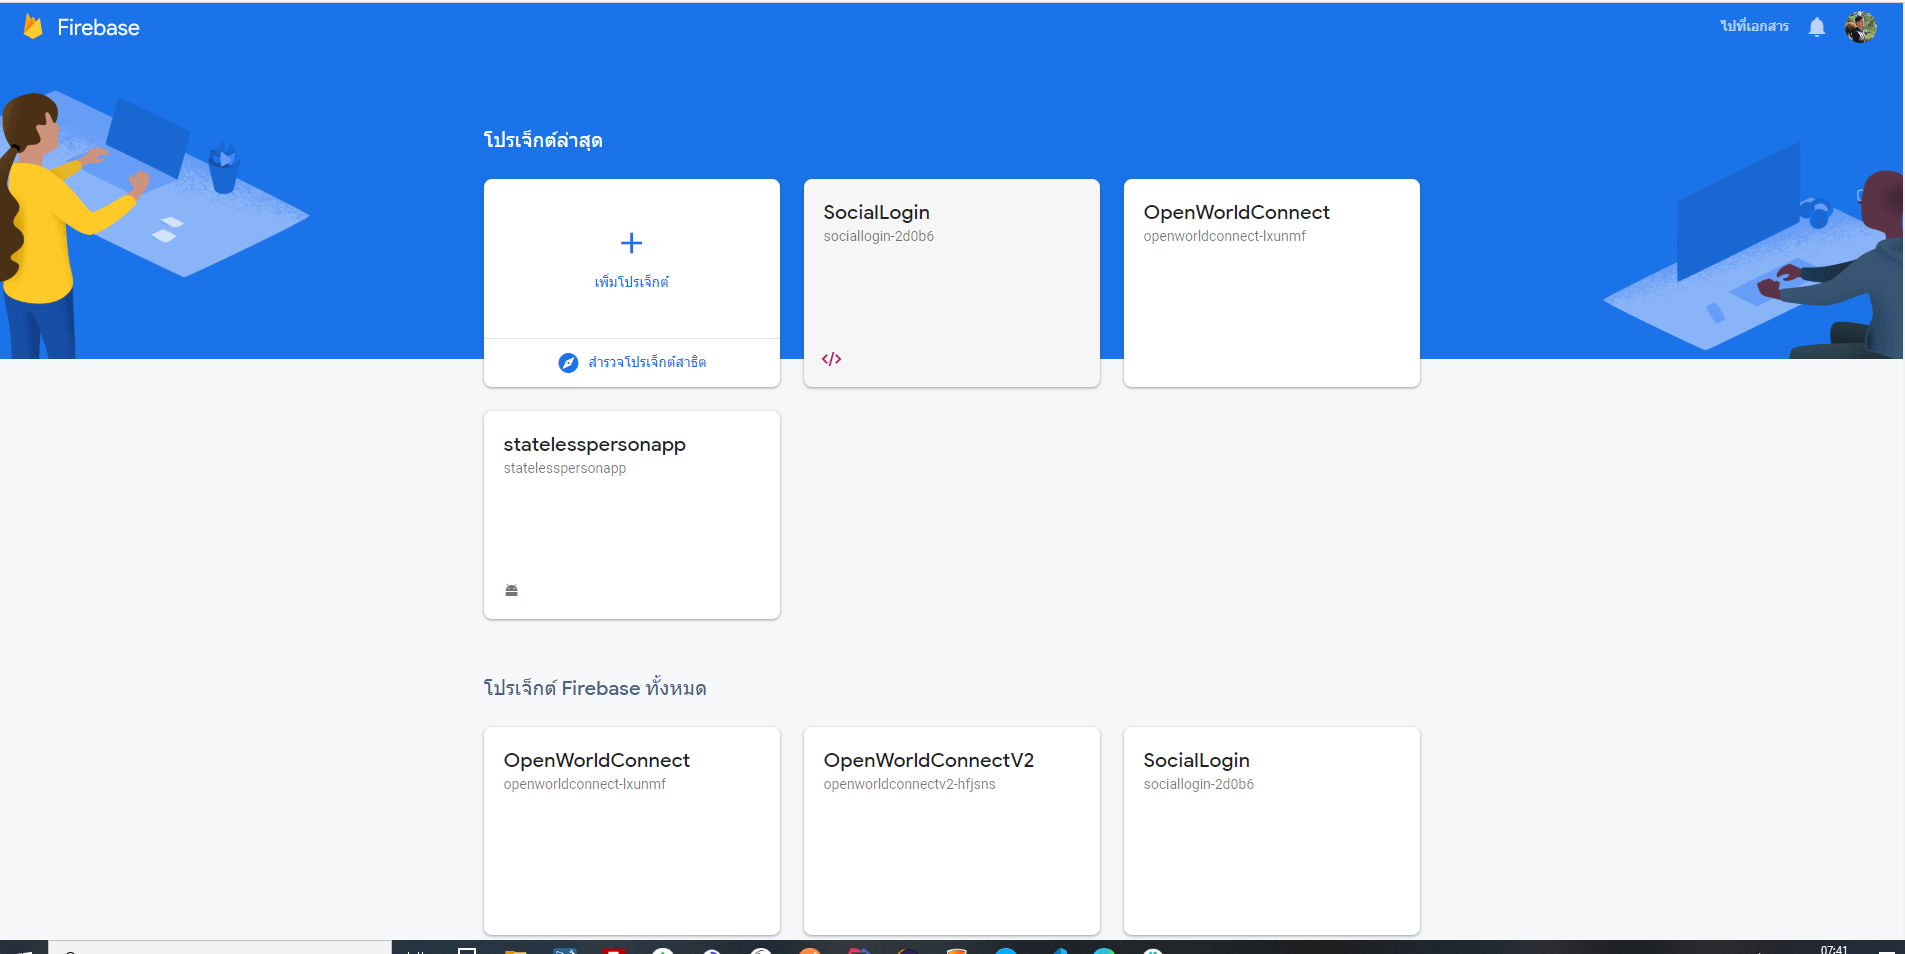 Firebase
ไปที่เอกสาร
โปรเจ็กต์ล่าสุด
เพิ่มโปรเจ็กต์
สำรวจโปรเจ็กต์สาธิต
SocialLogin
sociallogin-2d0b6
</>
OpenWorldConnect
openworldconnect-lxunmf
statelesspersonapp
statelesspersonapp
โปรเจ็กต์ Firebase ทั้งหมด
OpenWorldConnect
openworldconnect-lxunmf
OpenWorldConnectV2
openworldconnectv2-hfjsns
SocialLogin
sociallogin-2d0b6
07:41